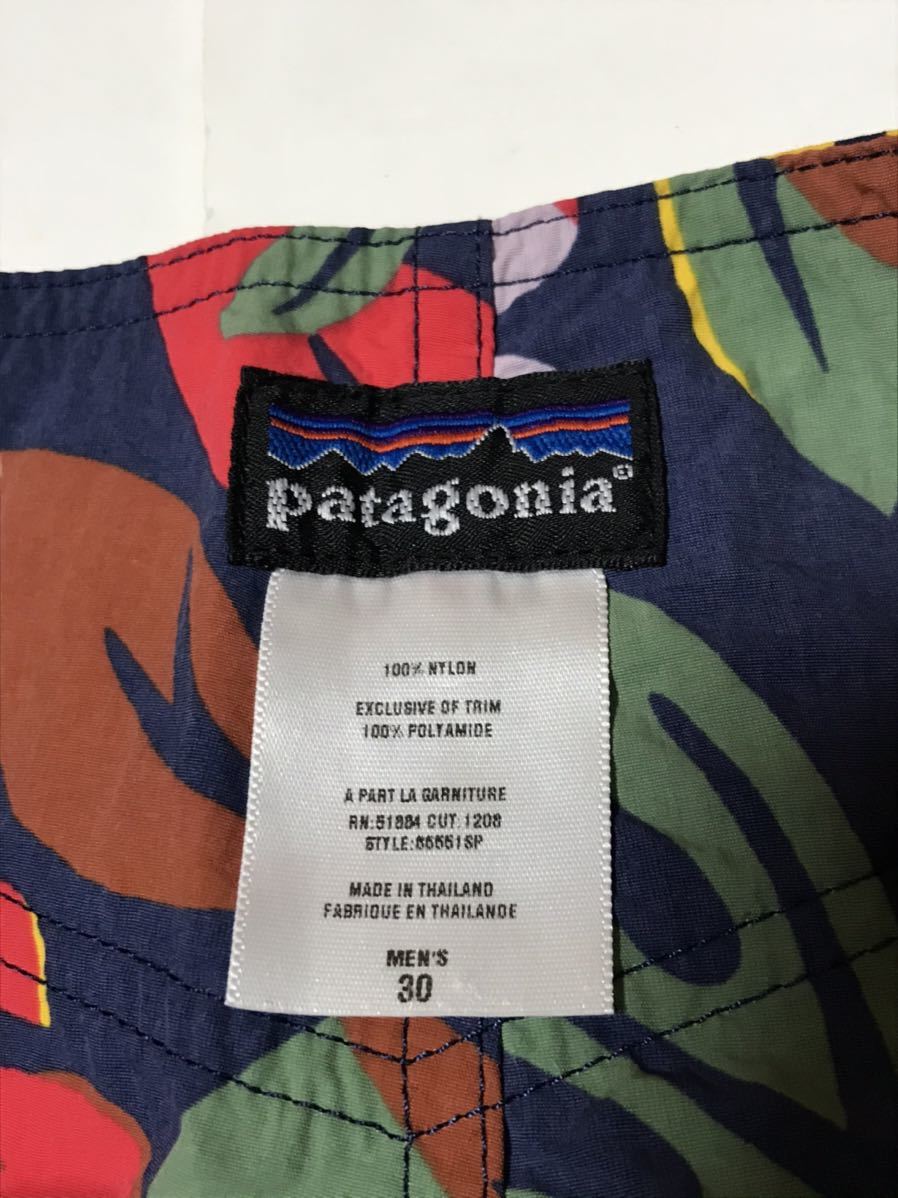 patagonia®
100% NYLON
EXCLUSIVE OF TRIM
100% POLYAMIDE
A PART LA GARNITURE
RN:51884 CUT:1208
STYLE:86551SP
MADE IN THAILAND
FABRIQUE EN THAILANDE
MEN'S
30